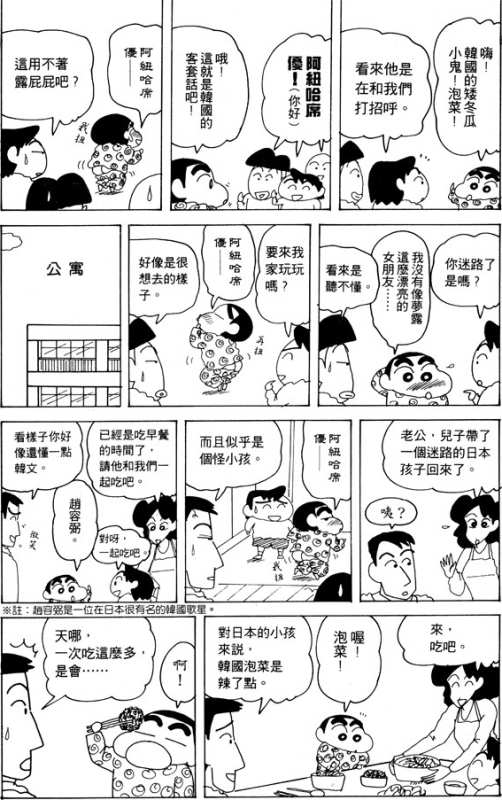 嗨！
韓國的矮冬瓜
小鬼！泡菜！
看來他是
在和我們
打招呼。
阿紐哈席
優！(你好)
哦！
這就是韓國的
客套話吧！
阿紐哈席
優——
我扭
這用不著
露屁屁吧？
你迷路了
是嗎？
我沒有像夢露
這麼漂亮的
女朋友……
看來是
聽不懂。
要來我
家玩玩
嗎？
阿紐哈席
優——
再扭
好像是很
想去的樣
子。
公寓
老公，兒子帶了
一個迷路的日本
孩子回來了。
咦？
阿紐哈席
優——
我扭
而且似乎是
個怪小孩。
已經是吃早餐
的時間了，
請他和我們一
起吃吧。
對呀，
一起吃吧。
趙容弼。
看樣子你好
像還懂一點
韓文。
微笑
※註：趙容弼是一位在日本很有名的韓國歌星。
來，
吃吧。
喔！
泡菜！
對日本的小孩
來說，
韓國泡菜是
辣了點。
啊！
天哪，
一次吃這麼多，
是會……